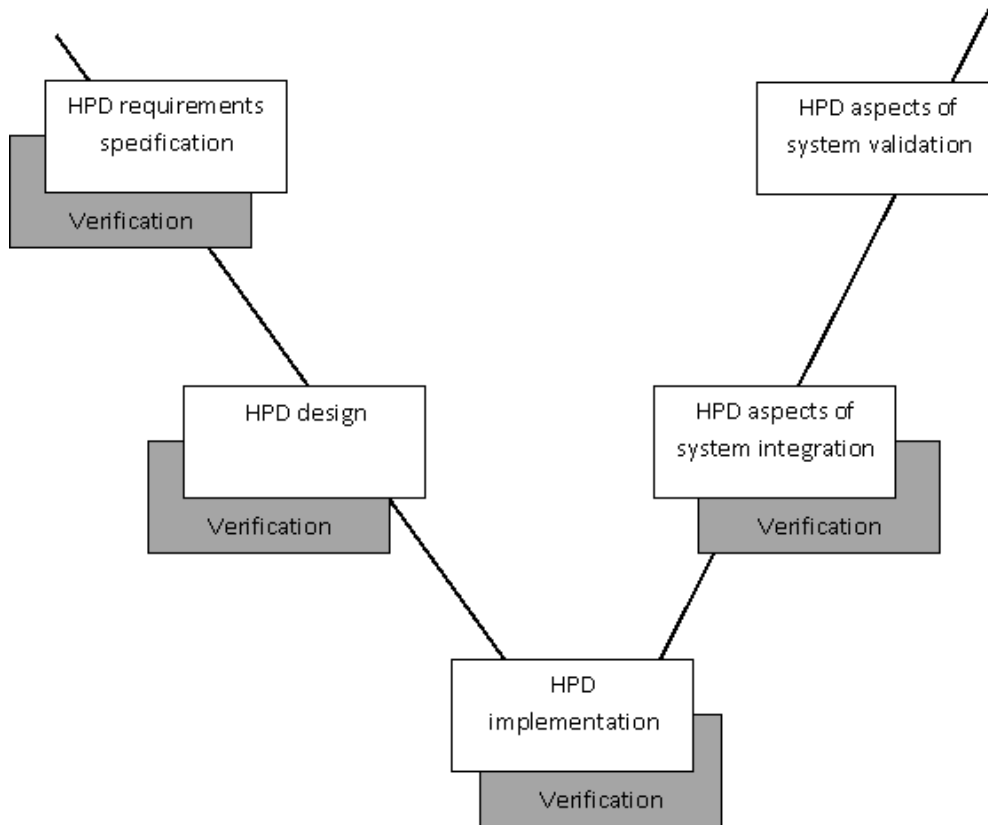 HPD requirements
specification
Verification
HPD aspects of
system validation
HPD design
Verification
HPD aspects of
system integration
Verification
HPD
implementation
Verification